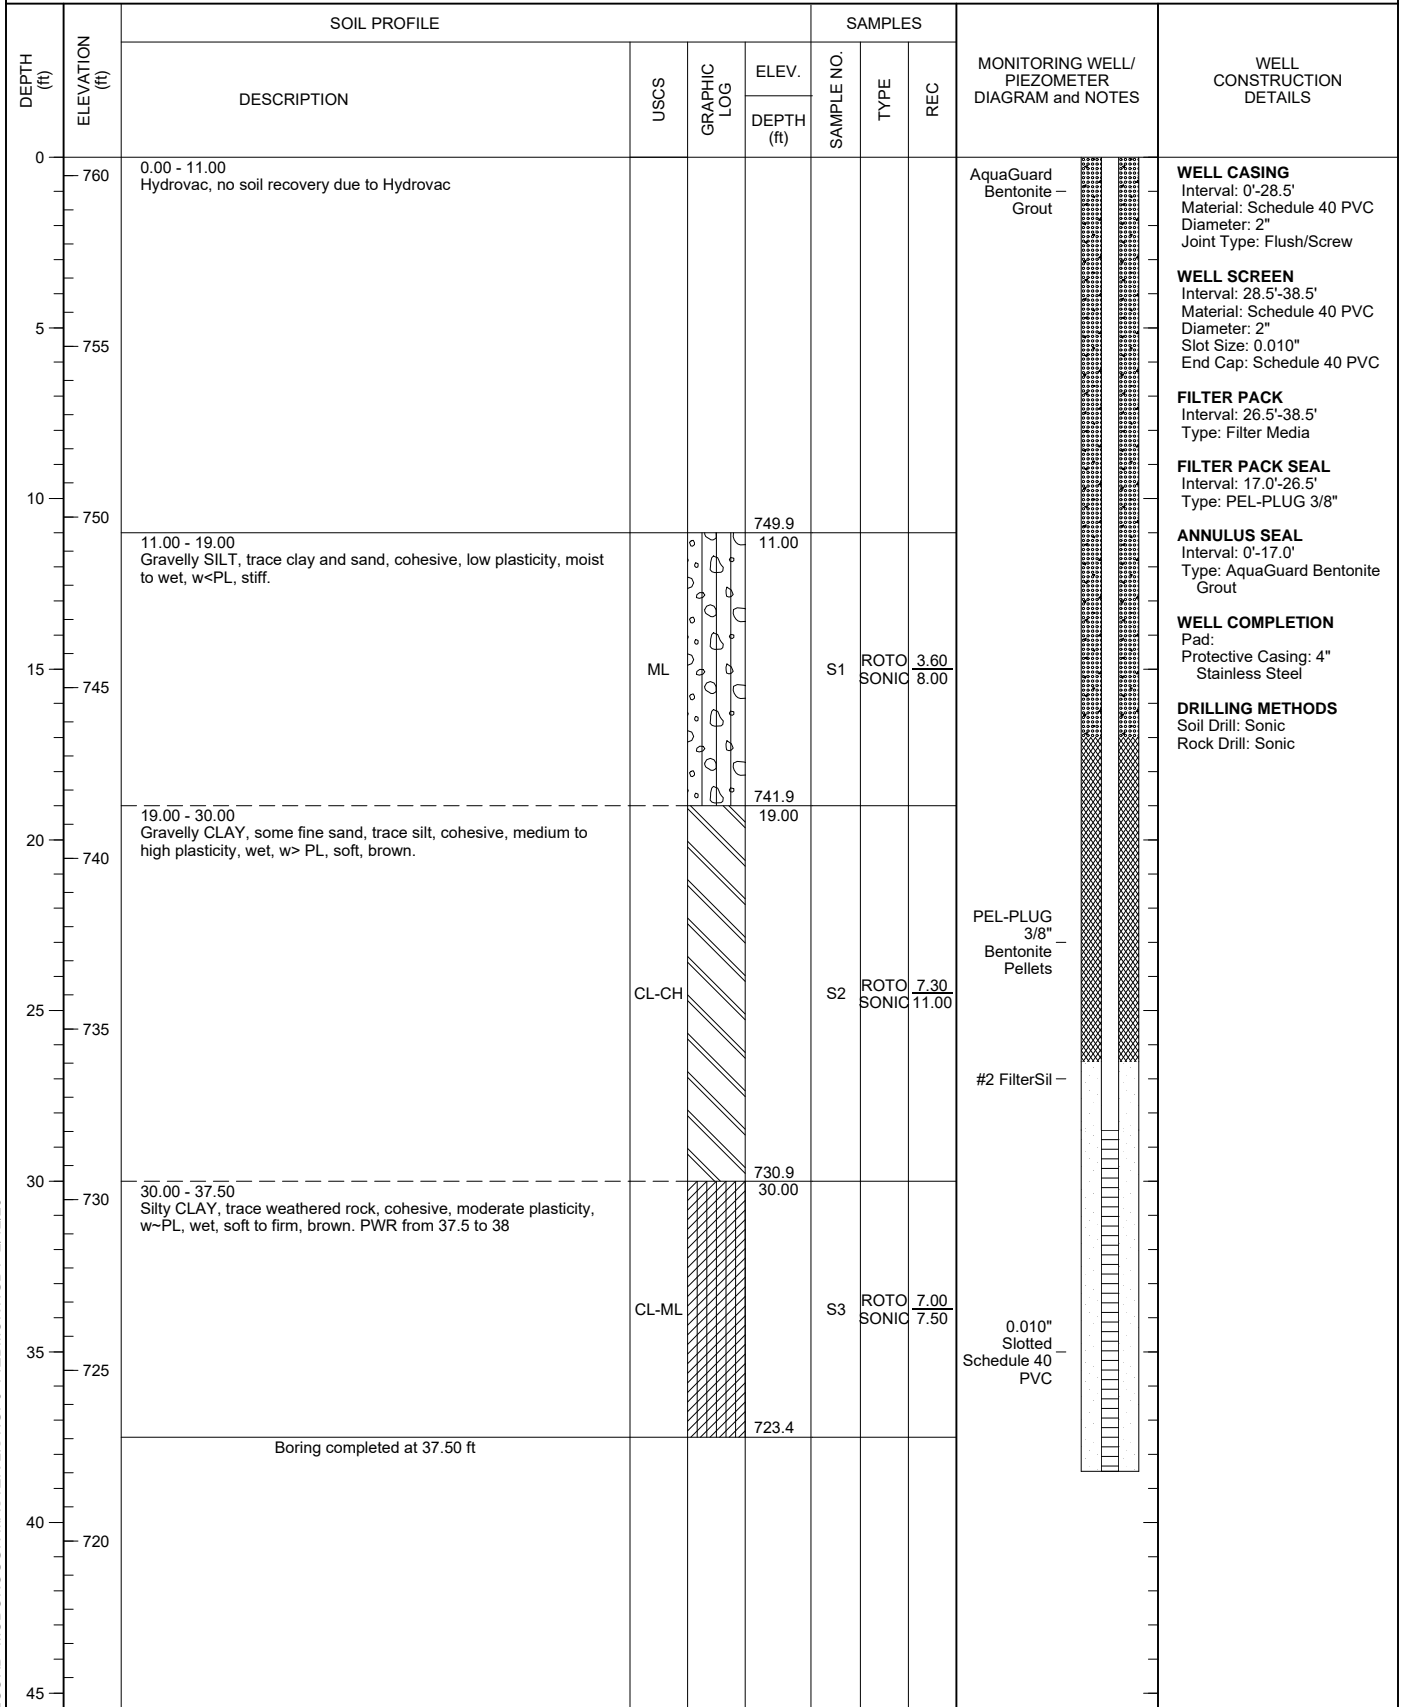 SOIL PROFILE
SAMPLES
DEPTH
(ft)
ELEVATION
(ft)
DESCRIPTION
USCS
GRAPHIC
LOG
ELEV.
DEPTH
(ft)
SAMPLE NO.
TYPE
REC
MONITORING WELL/
PIEZOMETER
DIAGRAM and NOTES
WELL
CONSTRUCTION
DETAILS
0
5
10
15
20
25
30
35
40
45
760
755
750
745
740
735
730
725
720
0.00 - 11.00
Hydrovac, no soil recovery due to Hydrovac
749.9
11.00
11.00 - 19.00
Gravelly SILT, trace clay and sand, cohesive, low plasticity, moist
to wet, w<PL, stiff.
ML
S1
ROTO
SONIC
3.60
8.00
741.9
19.00
19.00 - 30.00
Gravelly CLAY, some fine sand, trace silt, cohesive, medium to
high plasticity, wet, w> PL, soft, brown.
CL-CH
S2
ROTO
SONIC
7.30
11.00
730.9
30.00
30.00 - 37.50
Silty CLAY, trace weathered rock, cohesive, moderate plasticity,
w~PL, wet, soft to firm, brown. PWR from 37.5 to 38
CL-ML
S3
ROTO
SONIC
7.00
7.50
723.4
Boring completed at 37.50 ft
AquaGuard
Bentonite
Grout
PEL-PLUG
3/8"
Bentonite
Pellets
#2 FilterSil
0.010"
Slotted
Schedule 40
PVC
WELL CASING
Interval: 0'-28.5'
Material: Schedule 40 PVC
Diameter: 2"
Joint Type: Flush/Screw
WELL SCREEN
Interval: 28.5'-38.5'
Material: Schedule 40 PVC
Diameter: 2"
Slot Size: 0.010"
End Cap: Schedule 40 PVC
FILTER PACK
Interval: 26.5'-38.5'
Type: Filter Media
FILTER PACK SEAL
Interval: 17.0'-26.5'
Type: PEL-PLUG 3/8"
ANNULUS SEAL
Interval: 0'-17.0'
Type: AquaGuard Bentonite
Grout
WELL COMPLETION
Pad:
Protective Casing: 4"
Stainless Steel
DRILLING METHODS
Soil Drill: Sonic
Rock Drill: Sonic